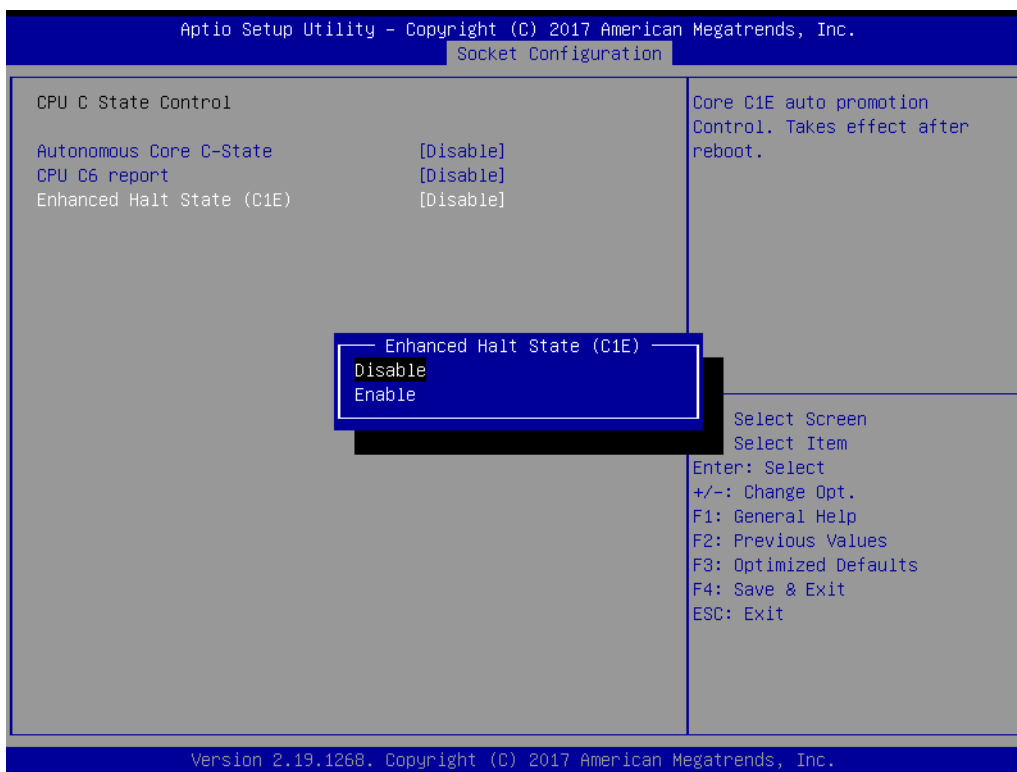 Aptio Setup Utility – Copyright (C) 2017 American Megatrends, Inc.
Socket Configuration
CPU C State Control
Autonomous Core C-State [Disable]
CPU C6 report [Disable]
Enhanced Halt State (C1E) [Disable]
Core C1E auto promotion
Control. Takes effect after
reboot.
Enhanced Halt State (C1E)
Disable
Enable
Select Screen
Select Item
Enter: Select
+/-: Change Opt.
F1: General Help
F2: Previous Values
F3: Optimized Defaults
F4: Save & Exit
ESC: Exit
Version 2.19.1268. Copyright (C) 2017 American Megatrends, Inc.